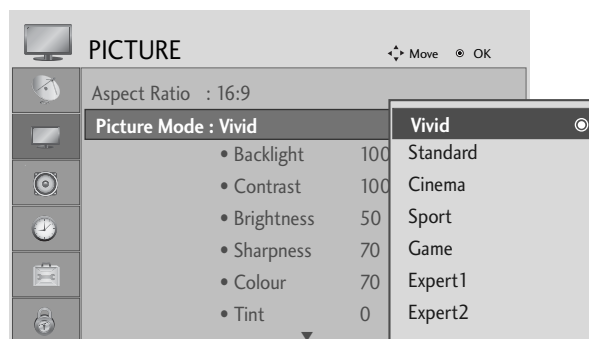 PICTURE
Move ◉ OK
Aspect Ratio : 16:9
Picture Mode : Vivid
• Backlight 100
• Contrast 100
• Brightness 50
• Sharpness 70
• Colour 70
• Tint 0
Vivid ◉
Standard
Cinema
Sport
Game
Expert1
Expert2